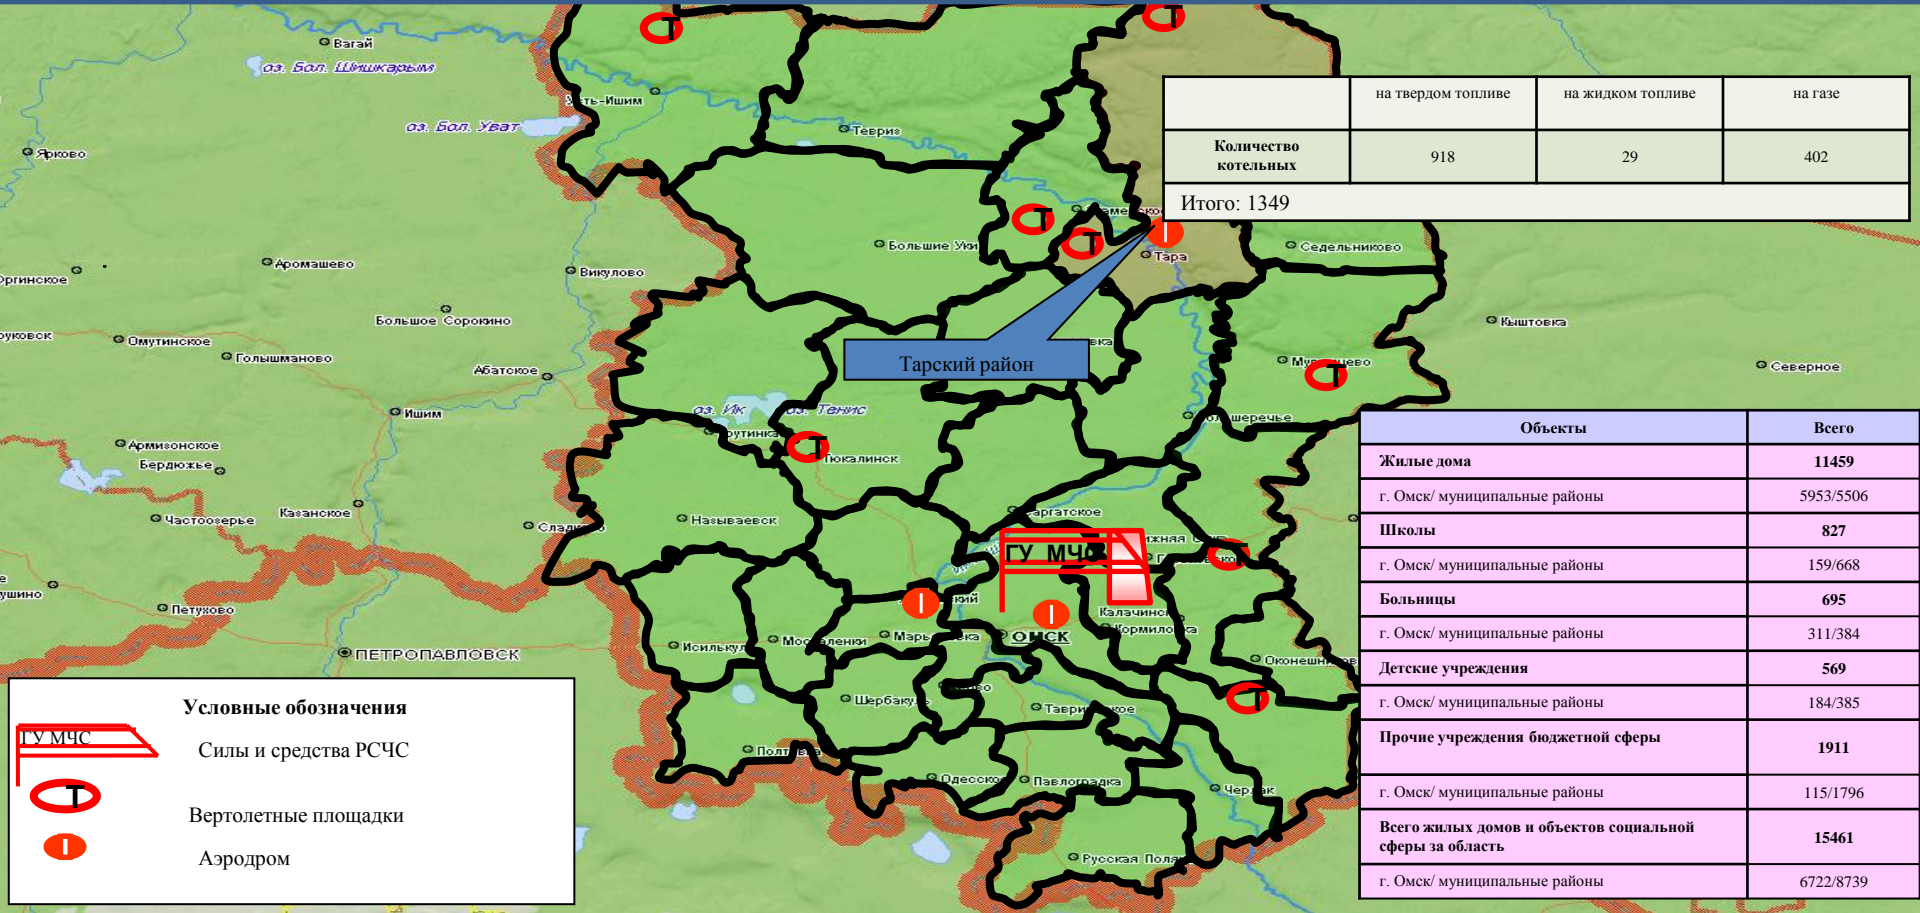 Вагай
оз. Бол. Шишкарым
Усть-Ишим
оз. Бол. Уват
Тевриз
Ярково
Большие Уки
Тара
Седельниково
Аромашево
Викулово
Большое Сорокино
Омутинское
Голышманово
Абатское
Кыштовка
Северное
Ишим
оз. Ик
оз. Тенис
Тюкалинск
Армизонское
Бердюжье
Казанское
Частоозерье
Называевск
Петухово
ПЕТРОПАВЛОВСК
Исилькуль
ОМСК
Калачинск
Кормиловка
Шербакуль
Одесское
Павлоградка
Черлак
Тарский район
ГУ МЧС
на твердом топливе
на жидком топливе
на газе
Количество
котельных
918
29
402
Итого: 1349
Объекты
Всего
Жилые дома
11459
г. Омск/ муниципальные районы
5953/5506
Школы
827
г. Омск/ муниципальные районы
159/668
Больницы
695
г. Омск/ муниципальные районы
311/384
Детские учреждения
569
г. Омск/ муниципальные районы
184/385
Прочие учреждения бюджетной сферы
1911
г. Омск/ муниципальные районы
115/1796
Всего жилых домов и объектов социальной
сферы за область
15461
г. Омск/ муниципальные районы
6722/8739
Условные обозначения
ГУ МЧС
Силы и средства РСЧС
Т
Вертолетные площадки
Аэродром